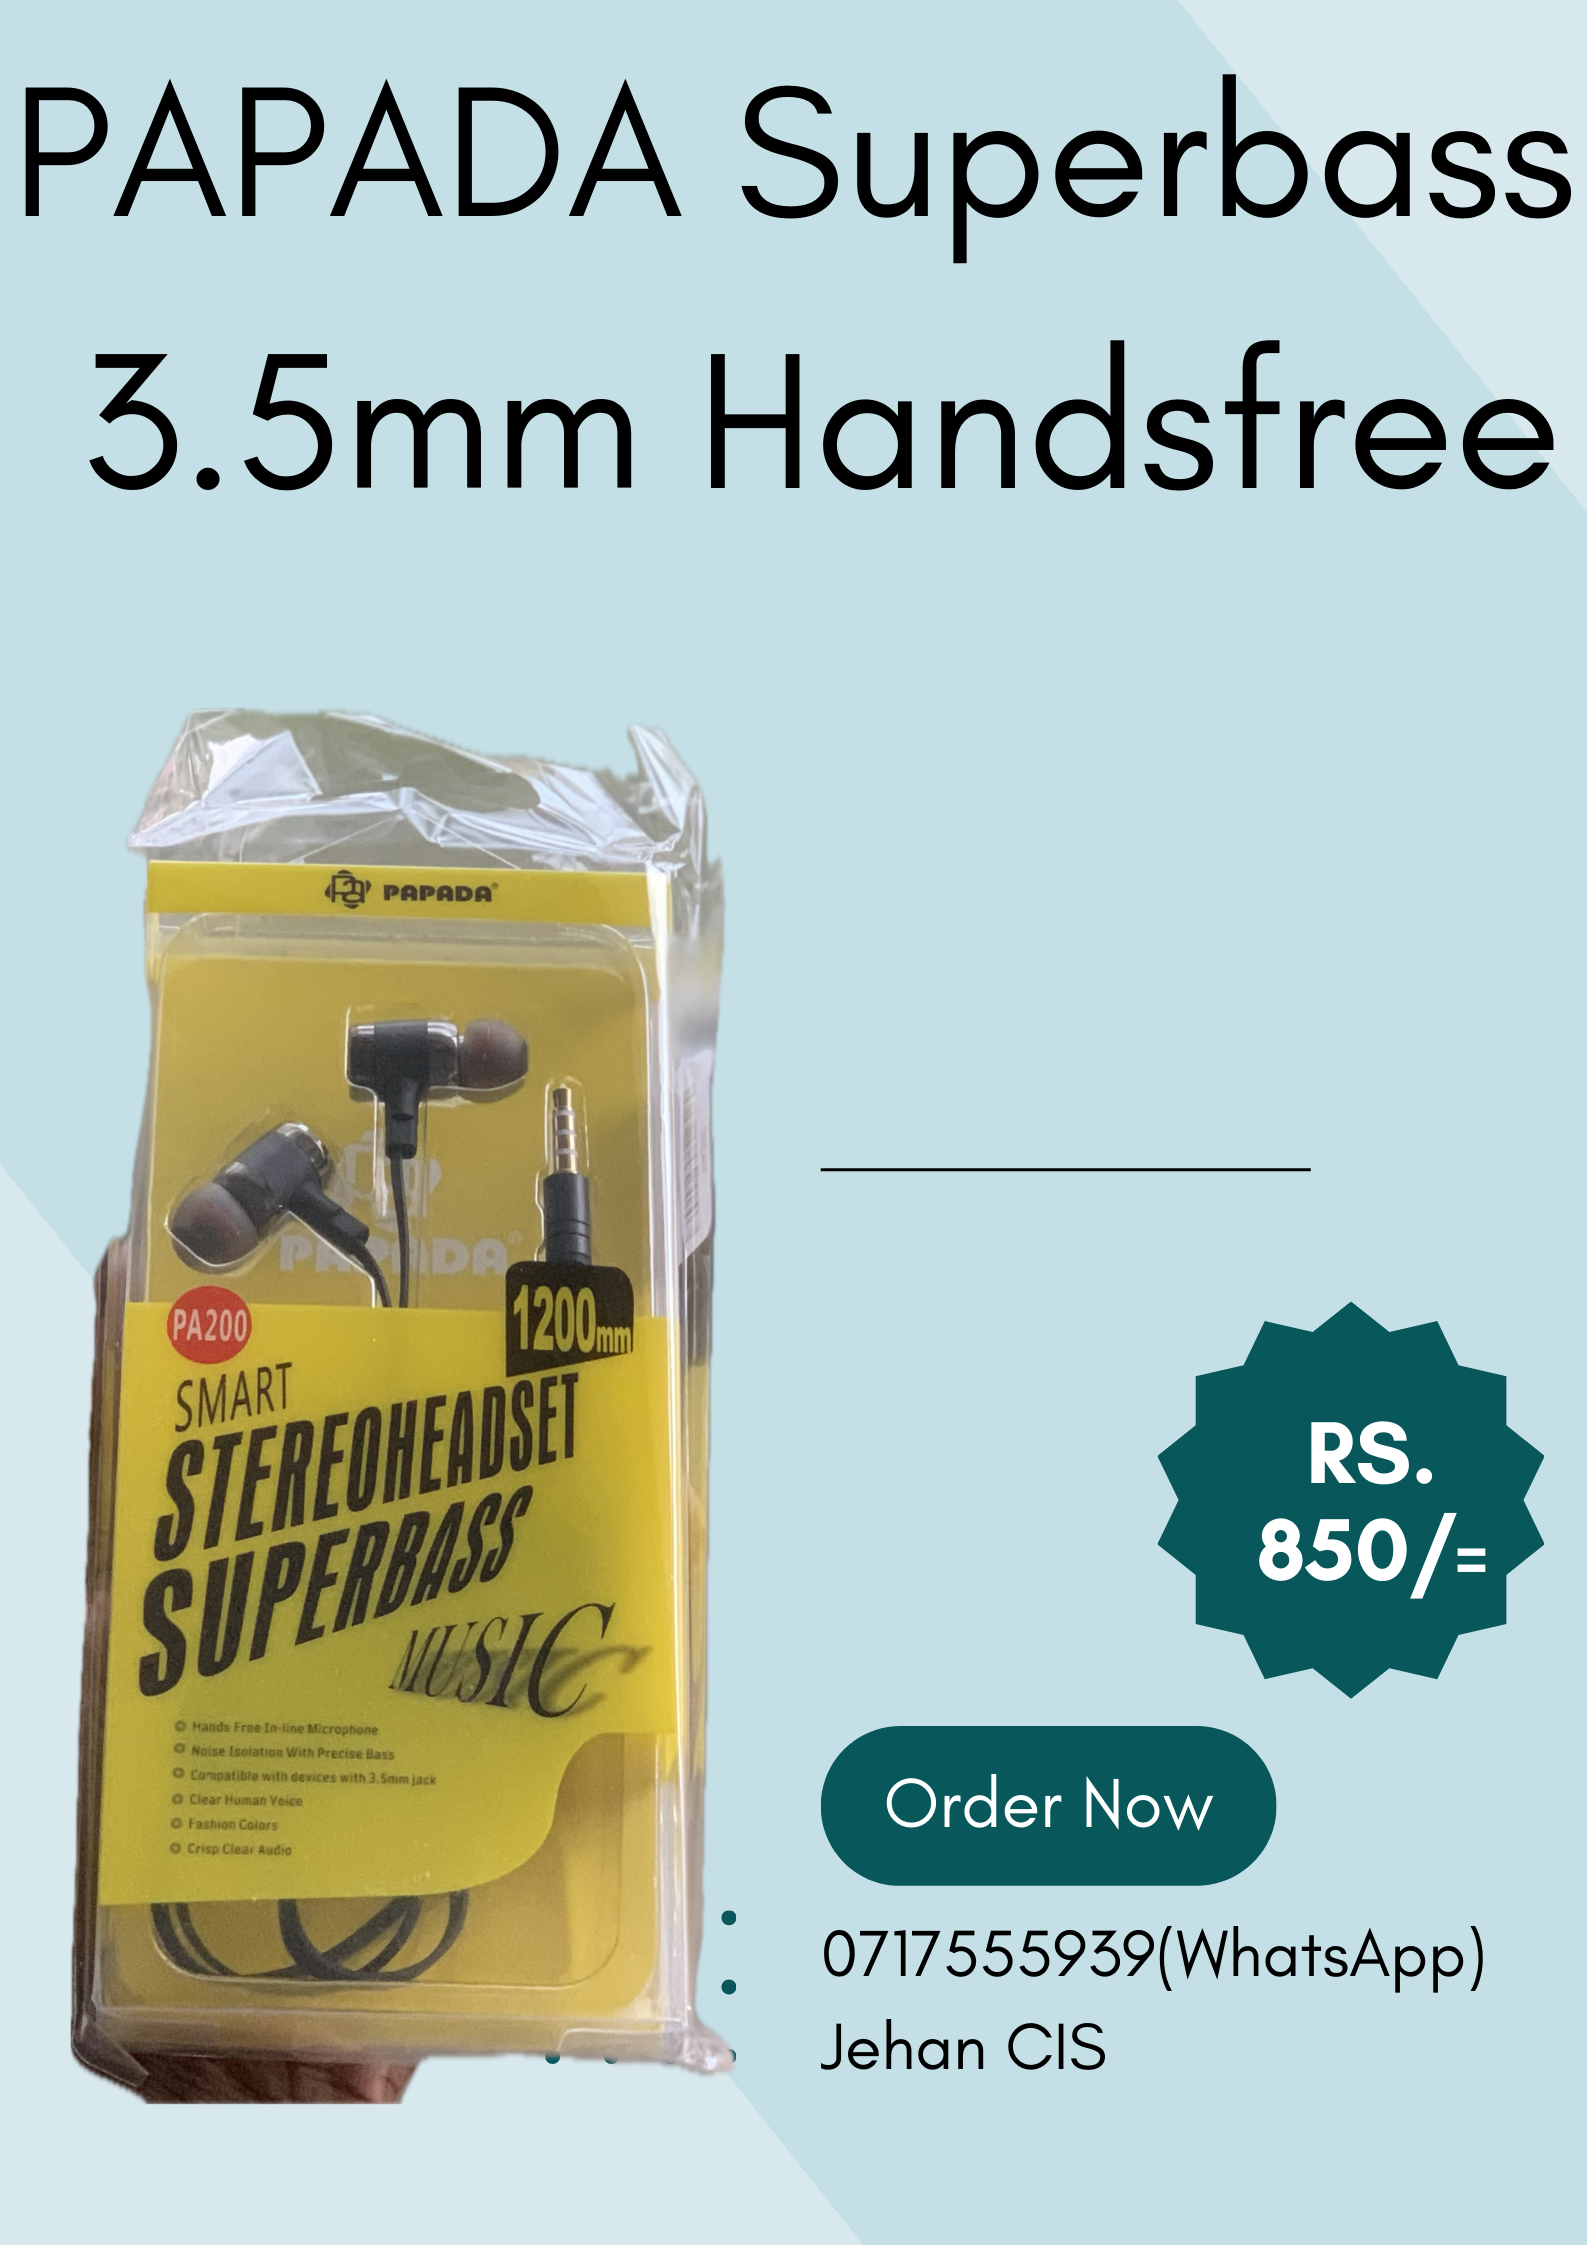 PAPADA Superbass
3.5mm Handsfree
PAPADA®
PAPADA®
PA200
1200mm
SMART
STEREOHEADSET
SUPERBASS
MUSIC
Hands Free In-line Microphone
Noise Isolation With Precise Bass
Compatible with devices with 3.5mm jack
Clear Human Voice
Fashion Colors
Crisp Clear Audio
RS.
850/=
Order Now
0717555939(WhatsApp)
Jehan CIS